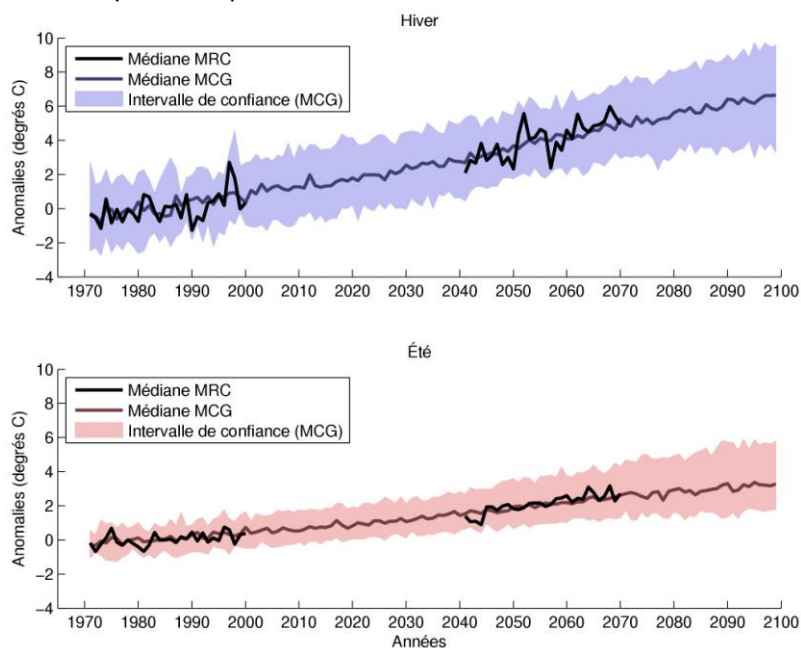 Hiver
10
8
6
4
2
0
−2
−4
Anomalies (degrés C)
Médiane MRC
Médiane MCG
Intervalle de confiance (MCG)
1970 1980 1990 2000 2010 2020 2030 2040 2050 2060 2070 2080 2090 2100
Été
10
8
6
4
2
0
−2
−4
Anomalies (degrés C)
Médiane MRC
Médiane MCG
Intervalle de confiance (MCG)
1970 1980 1990 2000 2010 2020 2030 2040 2050 2060 2070 2080 2090 2100
Années